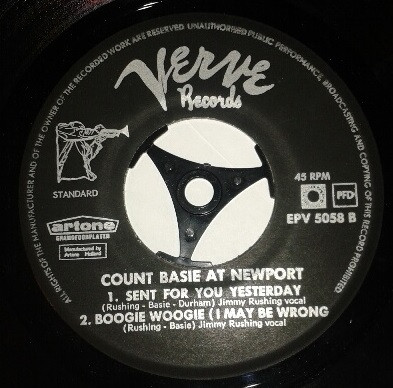 ALL RIGHTS OF THE MANUFACTURER AND OF THE OWNER OF THE RECORDED WORK ARE RESERVED. UNAUTHORISED PUBLIC PERFORMANCE, BROADCASTING AND COPYING OF THIS RECORD PROHIBITED
Verve
Records
STANDARD
artone
GRAMOFOONPLATEN
Manufactured by
Artone Holland
45 RPM
PFD
EPV 5058 B
COUNT BASIE AT NEWPORT
1. SENT FOR YOU YESTERDAY
(Rushing - Basie - Durham) Jimmy Rushing vocal
2. BOOGIE WOOGIE (I MAY BE WRONG
(Rushing - Basie) Jimmy Rushing vocal